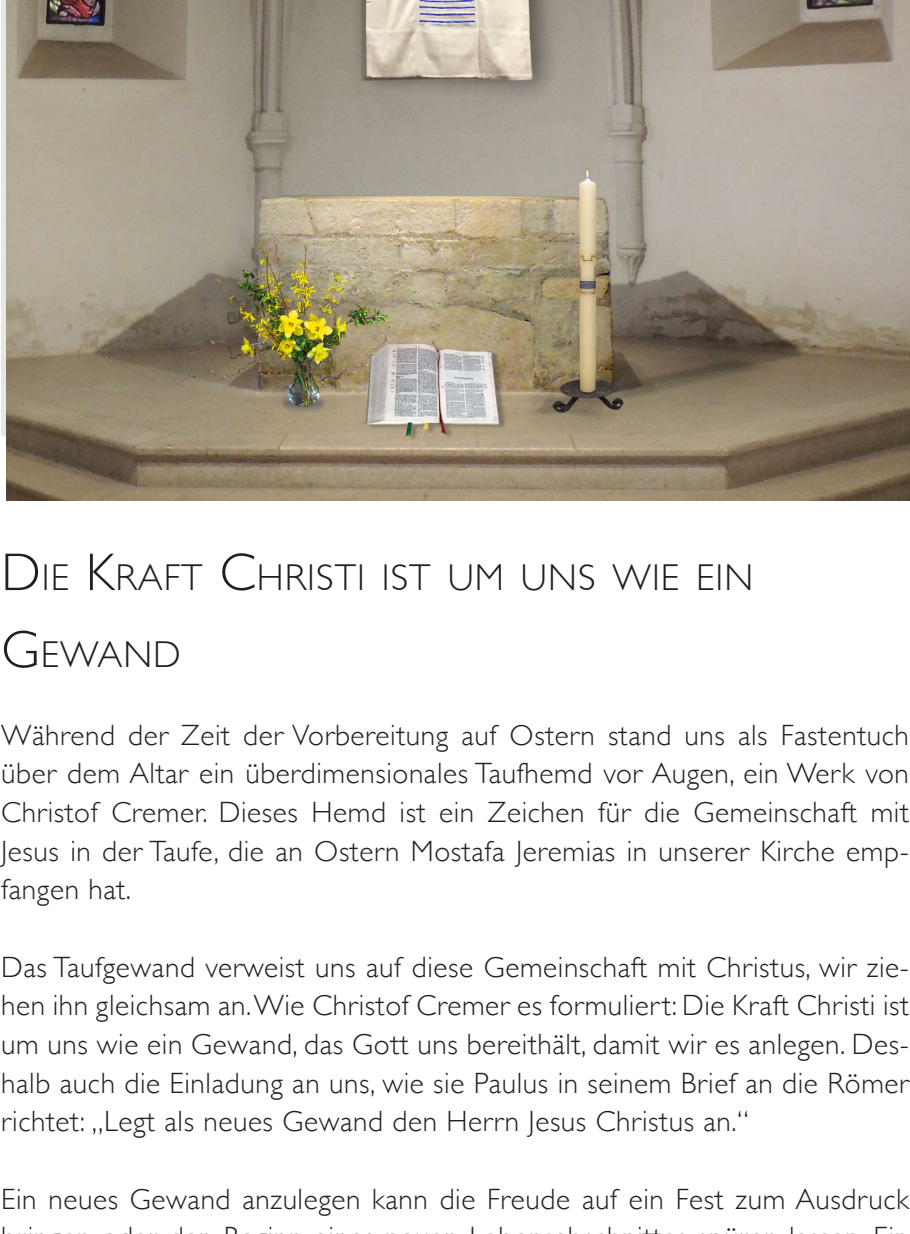 Die Kraft Christi ist um uns wie ein
Gewand
Während der Zeit der Vorbereitung auf Ostern stand uns als Fastentuch
über dem Altar ein überdimensionales Taufhemd vor Augen, ein Werk von
Christof Cremer. Dieses Hemd ist ein Zeichen für die Gemeinschaft mit
Jesus in der Taufe, die an Ostern Mostafa Jeremias in unserer Kirche emp-
fangen hat.
Das Taufgewand verweist uns auf diese Gemeinschaft mit Christus, wir zie-
hen ihn gleichsam an. Wie Christof Cremer es formuliert: Die Kraft Christi ist
um uns wie ein Gewand, das Gott uns bereithält, damit wir es anlegen. Des-
halb auch die Einladung an uns, wie sie Paulus in seinem Brief an die Römer
richtet: „Legt als neues Gewand den Herrn Jesus Christus an.“
Ein neues Gewand anzulegen kann die Freude auf ein Fest zum Ausdruck